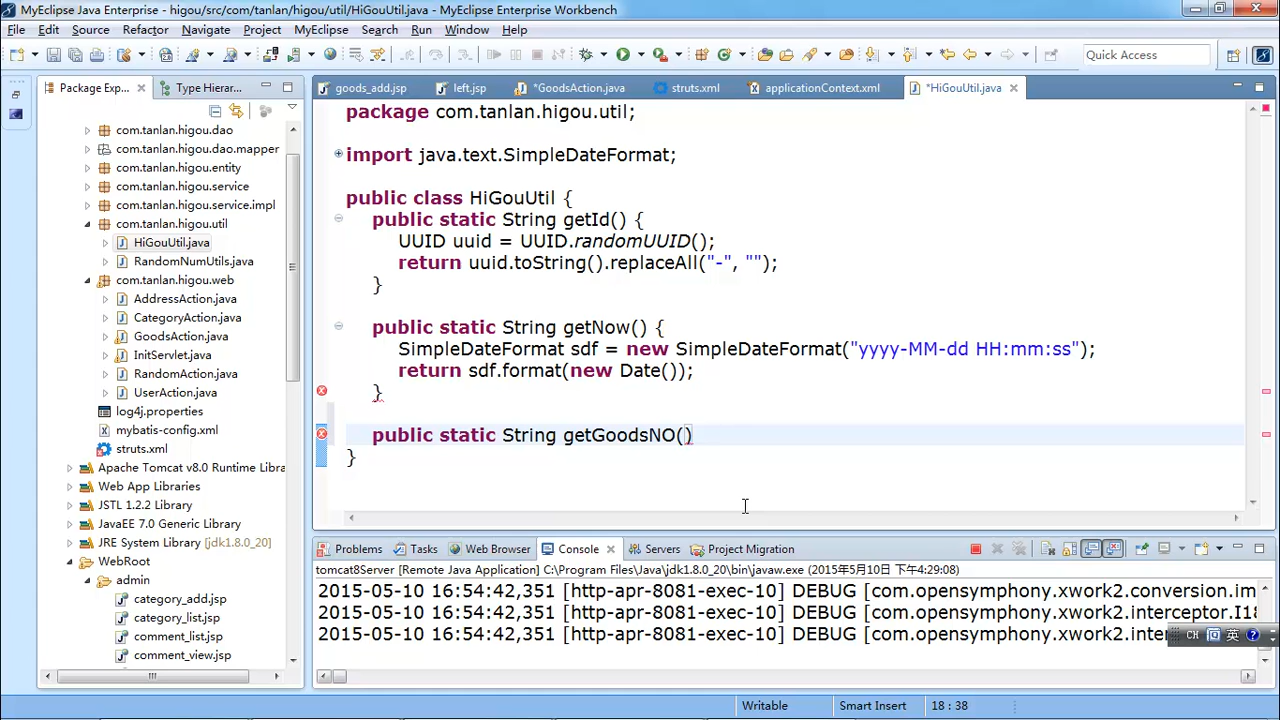 MyEclipse Java Enterprise - higou/src/com/tanlan/higou/util/HiGouUtil.java - MyEclipse Enterprise Workbench
File Edit Source Refactor Navigate Project MyEclipse Search Run Window Help
Quick Access
Package Exp... Type Hierar...
goods_add.jsp left.jsp *GoodsAction.java struts.xml applicationContext.xml *HiGouUtil.java
com.tanlan.higou.dao
com.tanlan.higou.dao.mapper
com.tanlan.higou.entity
com.tanlan.higou.service
com.tanlan.higou.service.impl
com.tanlan.higou.util
HiGouUtil.java
RandomNumUtils.java
com.tanlan.higou.web
AddressAction.java
CategoryAction.java
GoodsAction.java
InitServlet.java
RandomAction.java
UserAction.java
log4j.properties
mybatis-config.xml
struts.xml
Apache Tomcat v8.0 Runtime Libra
Web App Libraries
JSTL 1.2.2 Library
JavaEE 7.0 Generic Library
JRE System Library [jdk1.8.0_20]
WebRoot
admin
category_add.jsp
category_list.jsp
comment_list.jsp
comment_view.jsp
package com.tanlan.higou.util;
import java.text.SimpleDateFormat;
public class HiGouUtil {
public static String getId() {
UUID uuid = UUID.randomUUID();
return uuid.toString().replaceAll("-", "");
}
public static String getNow() {
SimpleDateFormat sdf = new SimpleDateFormat("yyyy-MM-dd HH:mm:ss");
return sdf.format(new Date());
}
public static String getGoodsNO()
}
Problems Tasks Web Browser Console Servers Project Migration
tomcat8Server [Remote Java Application] C:\Program Files\Java\jdk1.8.0_20\bin\javaw.exe (2015年5月10日 下午4:29:08)
2015-05-10 16:54:42,351 [http-apr-8081-exec-10] DEBUG [com.opensymphony.xwork2.conversion.im
2015-05-10 16:54:42,351 [http-apr-8081-exec-10] DEBUG [com.opensymphony.xwork2.interceptor.I18
2015-05-10 16:54:42,351 [http-apr-8081-exec-10] DEBUG [com.opensymphony.xwork2.inter
CH 英
Writable Smart Insert 18 : 38